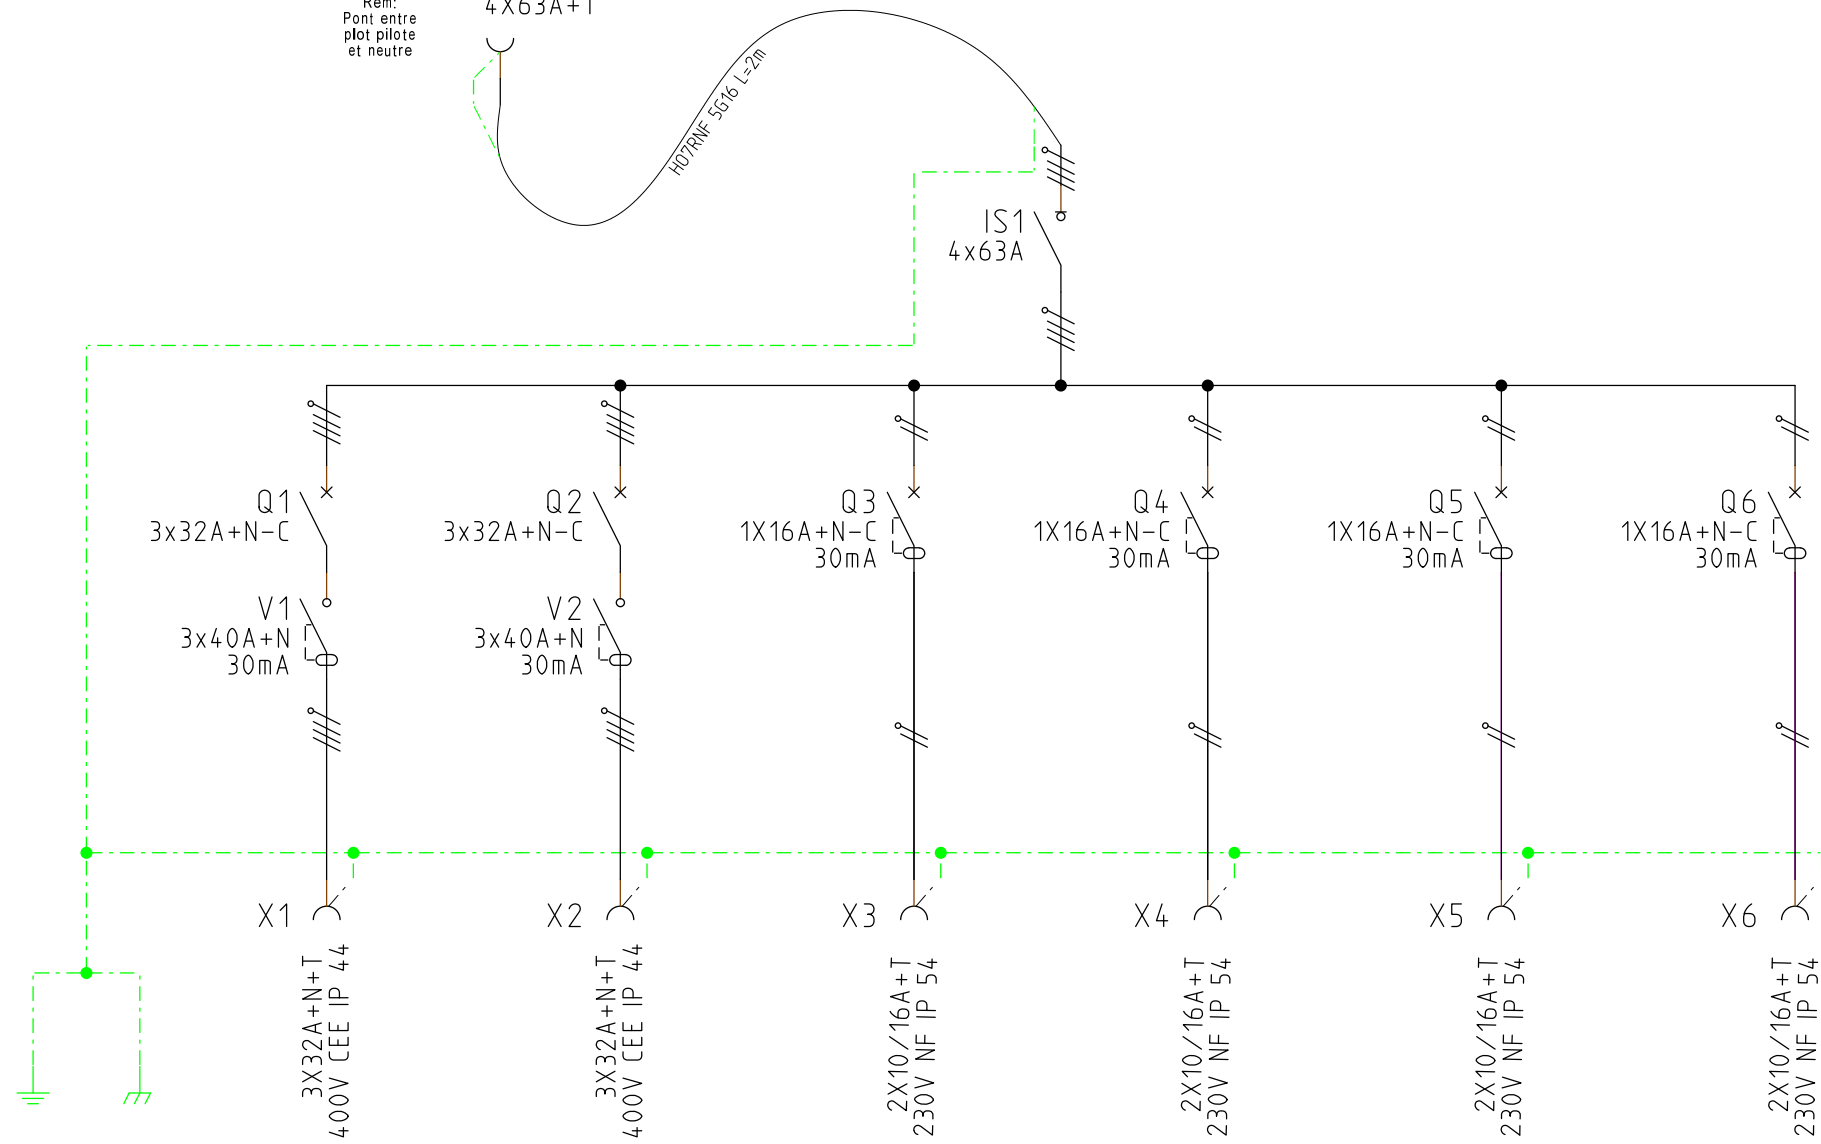 Rem:
Pont entre
plot pilote
et neutre
4X63A+T
H07RNF 5G16 L=2m
IS1
4x63A
Q1
3x32A+N-C
Q2
3x32A+N-C
Q3
1X16A+N-C
30mA
Q4
1X16A+N-C
30mA
Q5
1X16A+N-C
30mA
Q6
1X16A+N-C
30mA
V1
3x40A+N
30mA
V2
3x40A+N
30mA
X1
X2
X3
X4
X5
X6
3X32A+N+T
400V CEE IP 44
3X32A+N+T
400V CEE IP 44
2X10/16A+T
230V NF IP 54
2X10/16A+T
230V NF IP 54
2X10/16A+T
230V NF IP 54
2X10/16A+T
230V NF IP 54